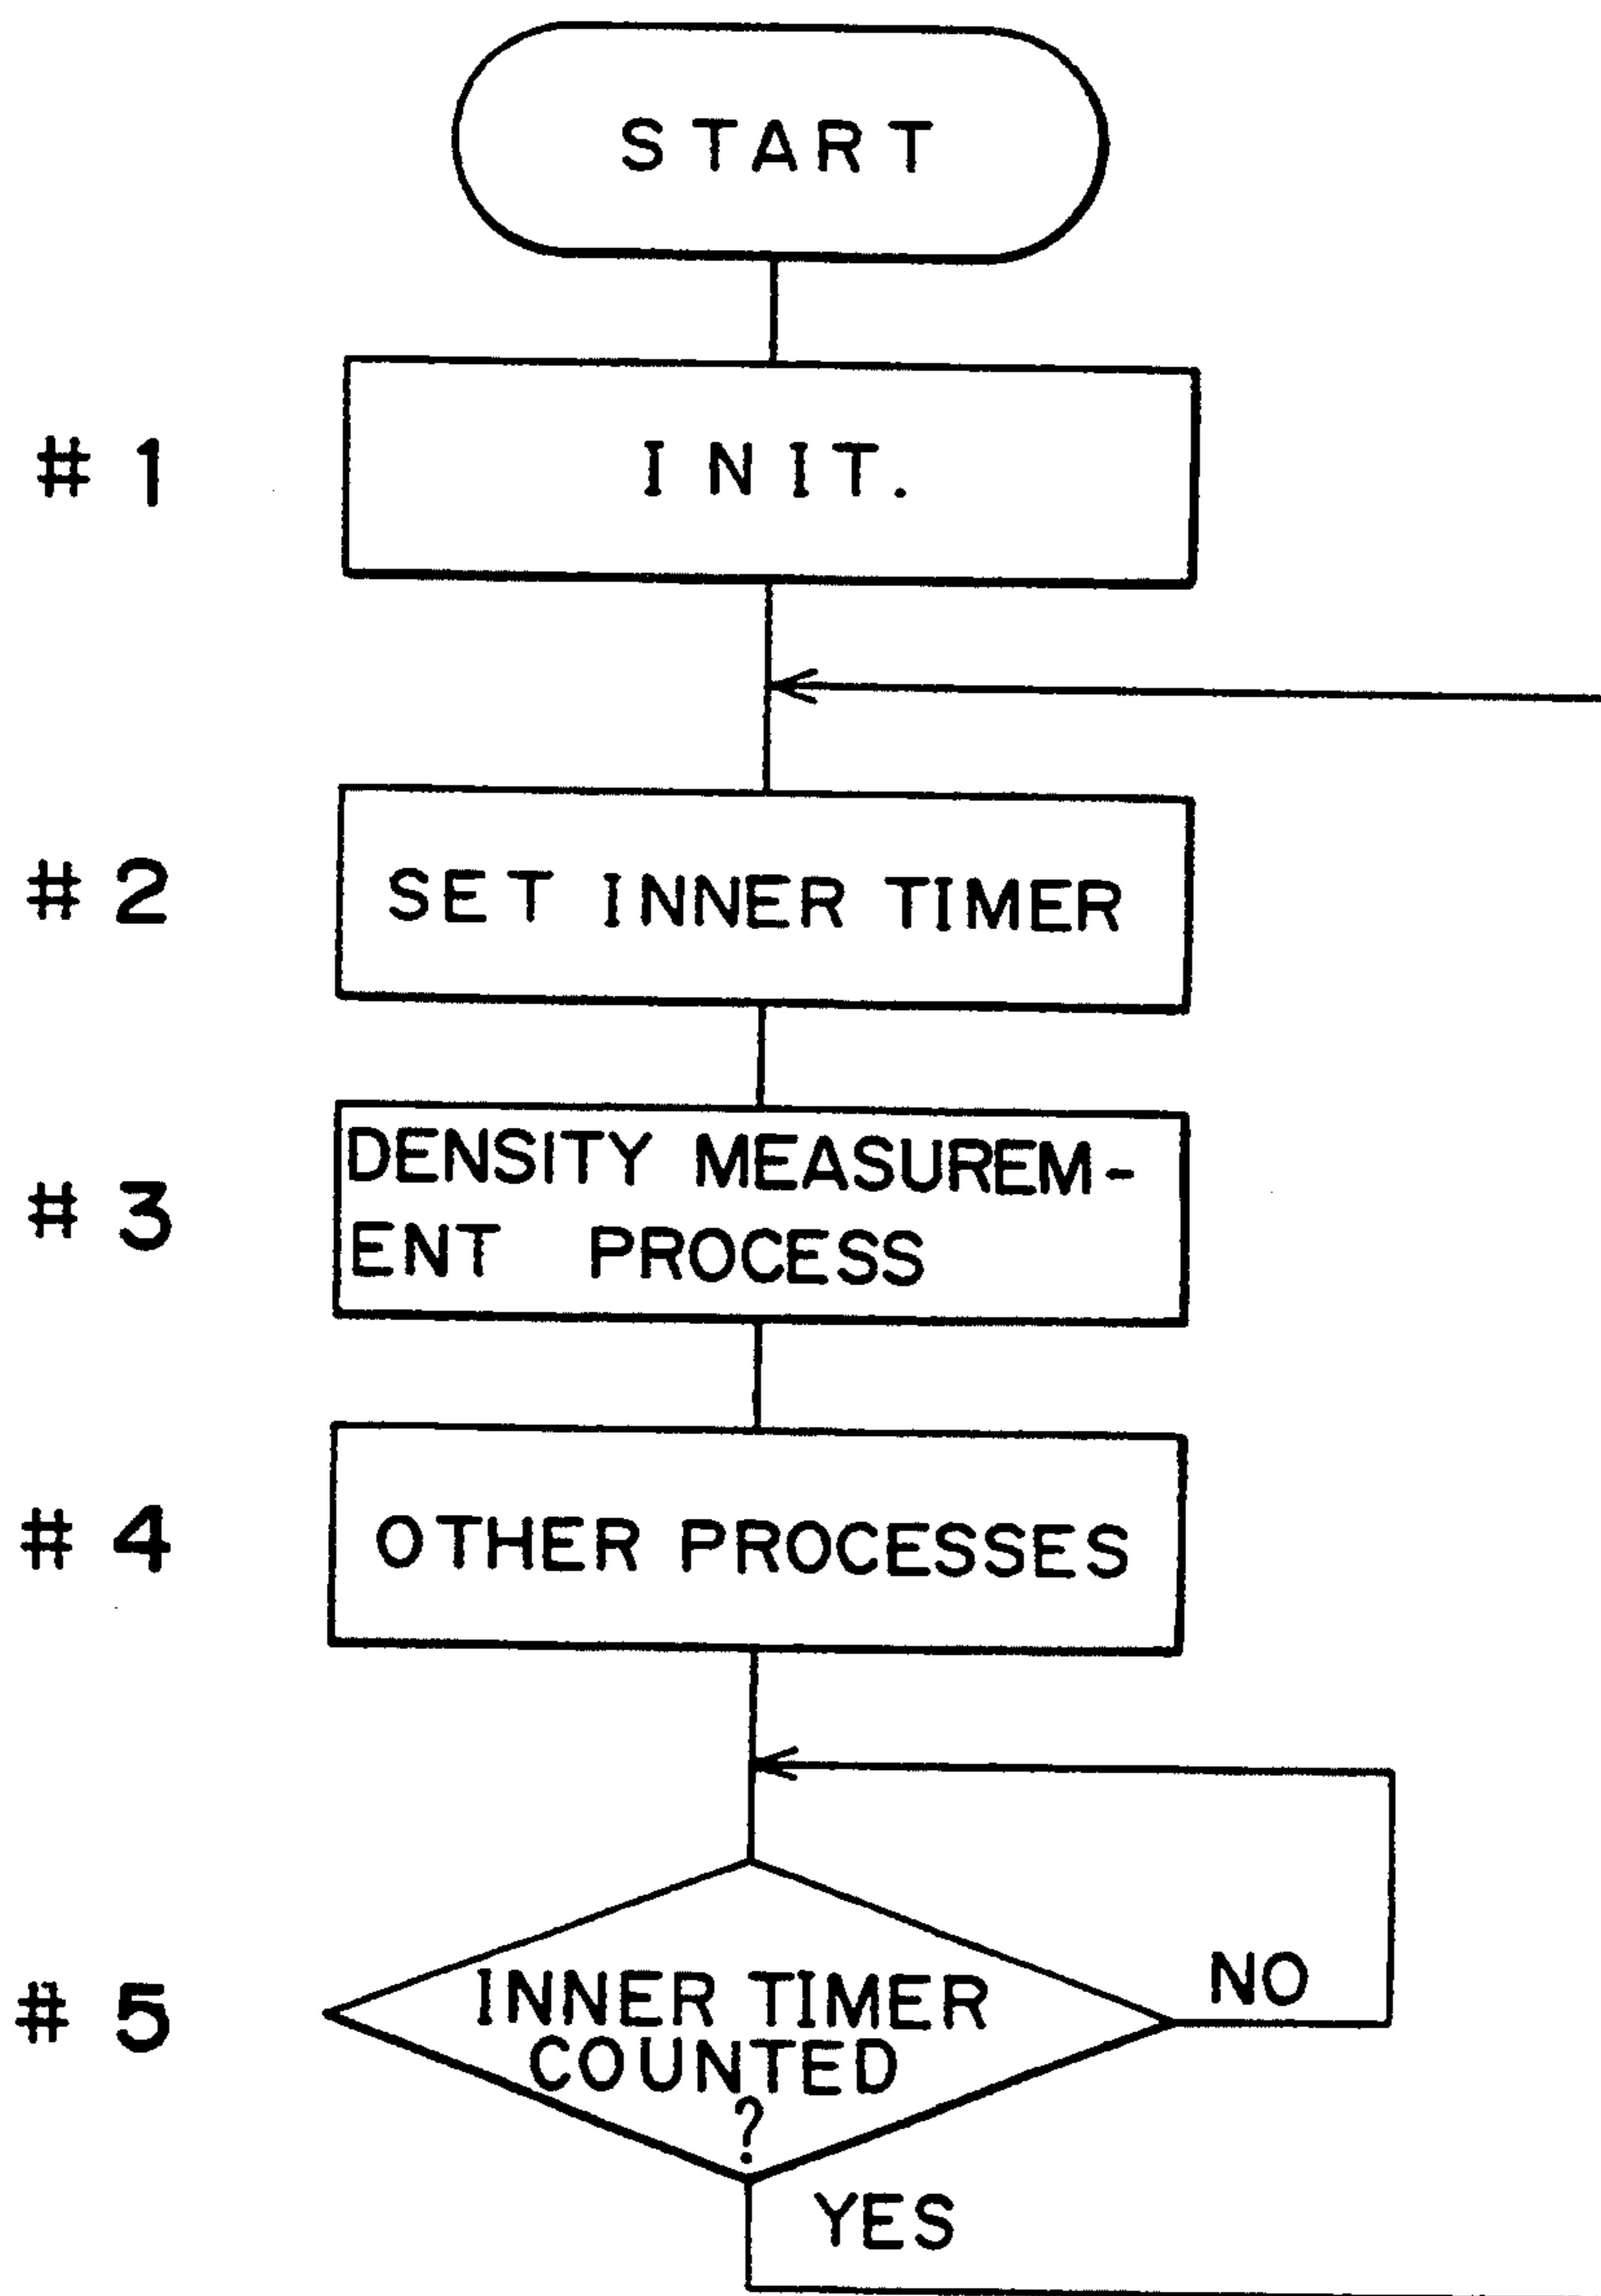 START
#1
INIT.
#2
SET INNER TIMER
#3
DENSITY MEASUREM-
ENT PROCESS
#4
OTHER PROCESSES
#5
INNER TIMER
COUNTED
?
NO
YES